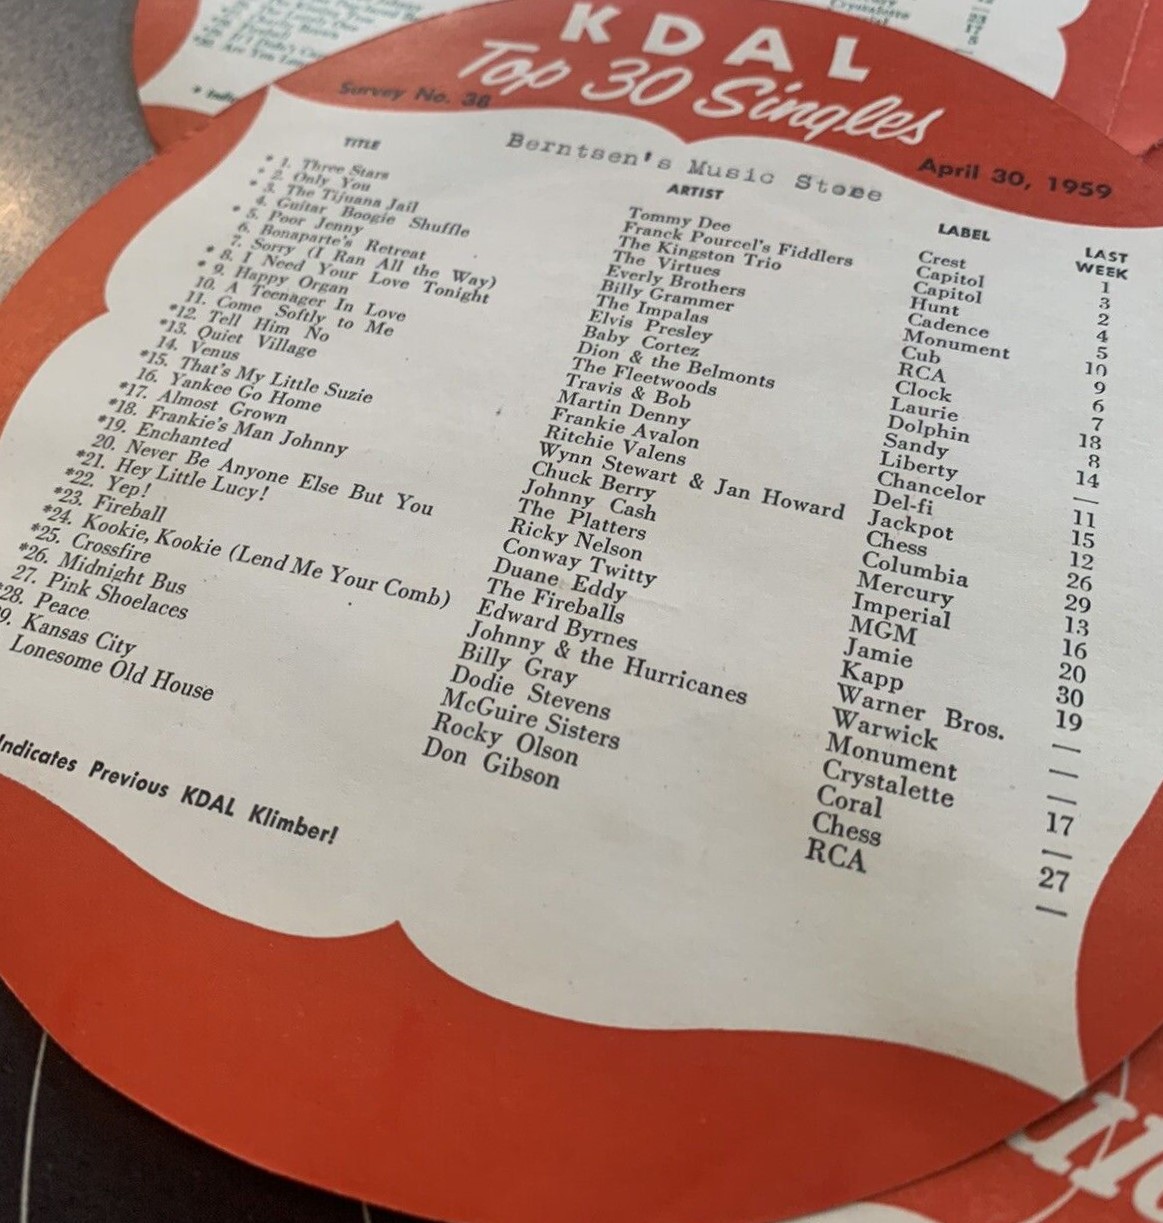 Crystalette
KDAL
Top 30 Singles
Survey No. 38
April 30, 1959
Berntsen's Music Store
TITLE ARTIST LABEL LAST WEEK
* 1. Three Stars Tommy Dee Crest 1
* 2. Only You Franck Pourcel's Fiddlers Capitol 3
* 3. The Tijuana Jail The Kingston Trio Capitol 2
4. Guitar Boogie Shuffle The Virtues Hunt 4
* 5. Poor Jenny Everly Brothers Cadence 5
6. Bonaparte's Retreat Billy Grammer Monument 10
7. Sorry (I Ran All the Way) The Impalas Cub 9
* 8. I Need Your Love Tonight Elvis Presley RCA 6
* 9. Happy Organ Baby Cortez Clock 7
10. A Teenager In Love Dion & the Belmonts Laurie 18
11. Come Softly to Me The Fleetwoods Dolphin 8
*12. Tell Him No Travis & Bob Sandy 14
*13. Quiet Village Martin Denny Liberty —
14. Venus Frankie Avalon Chancelor 11
*15. That's My Little Suzie Ritchie Valens Del-fi 15
16. Yankee Go Home Wynn Stewart & Jan Howard Jackpot 12
*17. Almost Grown Chuck Berry Chess 26
*18. Frankie's Man Johnny Johnny Cash Columbia 29
*19. Enchanted The Platters Mercury 13
20. Never Be Anyone Else But You Ricky Nelson Imperial 16
*21. Hey Little Lucy! Conway Twitty MGM 20
*22. Yep! Duane Eddy Jamie 30
*23. Fireball The Fireballs Kapp 19
*24. Kookie, Kookie (Lend Me Your Comb) Edward Byrnes Warner Bros. —
*25. Crossfire Johnny & the Hurricanes Warwick —
*26. Midnight Bus Billy Gray Monument —
27. Pink Shoelaces Dodie Stevens Crystalette 17
*28. Peace McGuire Sisters Coral —
9. Kansas City Rocky Olson Chess 27
Lonesome Old House Don Gibson RCA —
Indicates Previous KDAL Klimber!